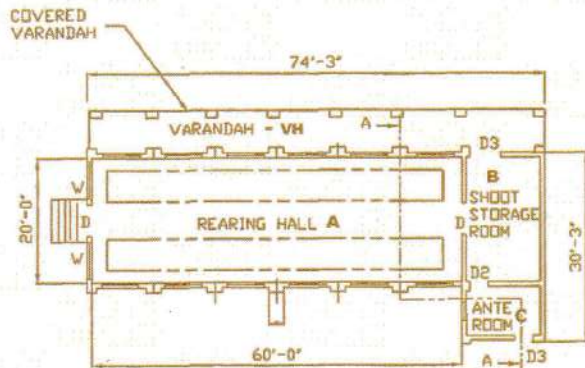 COVERED
VARANDAH
74'-3"
VARANDAH - VH
A
D3
W
B
SHOOT
STORAGE
ROOM
20'-0"
D
REARING HALL A
D
30'-3"
W
D2
ANTE C
ROOM
60'-0"
A
D3